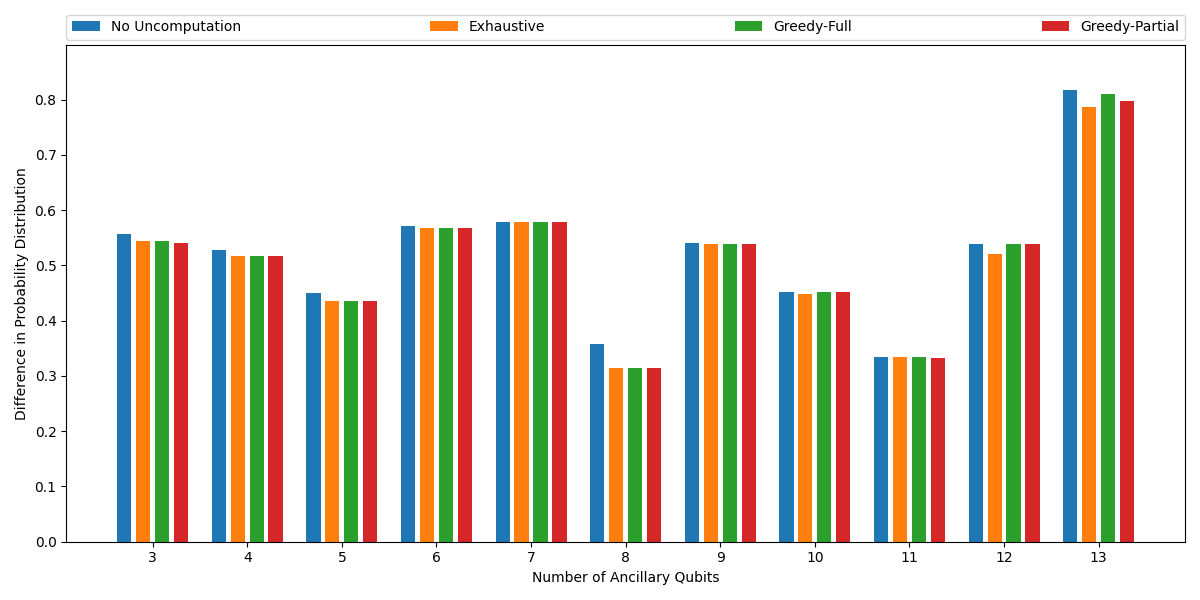 No Uncomputation Exhaustive Greedy-Full Greedy-Partial
Difference in Probability Distribution
0.8
0.7
0.6
0.5
0.4
0.3
0.2
0.1
0.0
3 4 5 6 7 8 9 10 11 12 13
Number of Ancillary Qubits